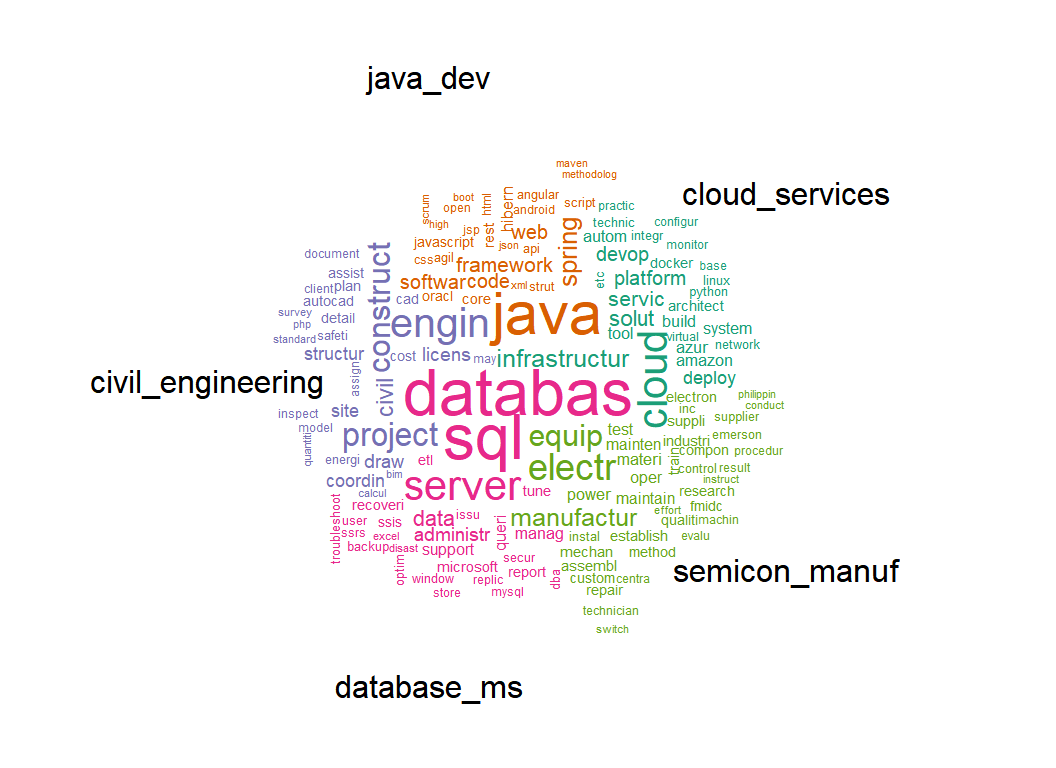 java_dev
maven
methodolog
cloud_services
scrum
boot
open
html
hibern
angular
android
script
practic
high
jsp
rest
web
spring
technic
configur
javascript
json
api
autom
integr
monitor
document
construct
css
agil
framework
devop
docker
base
assist
client
plan
softwar
code
xml
strut
etc
platform
linux
autocad
cad
oracl
core
servic
python
architect
survey
detail
engin
java
solut
build
php
safeti
tool
virtual
system
standard
structur
cost
licens
may
infrastructur
cloud
azur
network
amazon
assign
deploy
civil_engineering
civil
databas
electron
philippin
inc
conduct
inspect
site
suppli
supplier
model
project
sql
equip
test
industri
emerson
quantiti
mainten
compon
procedur
energi
draw
etl
electr
materi
train
control
result
bim
oper
instruct
coordin
server
tune
power
maintain
research
calcul
recoveri
effort
fmidc
troubleshoot
user
ssis
data
issu
queri
manufactur
qualiti
machin
ssrs
excel
administr
manag
instal
establish
evalu
backup
disast
support
mechan
method
optim
microsoft
secur
report
dba
assembl
semicon_manuf
window
replic
custom
centra
store
mysql
repair
technician
switch
database_ms